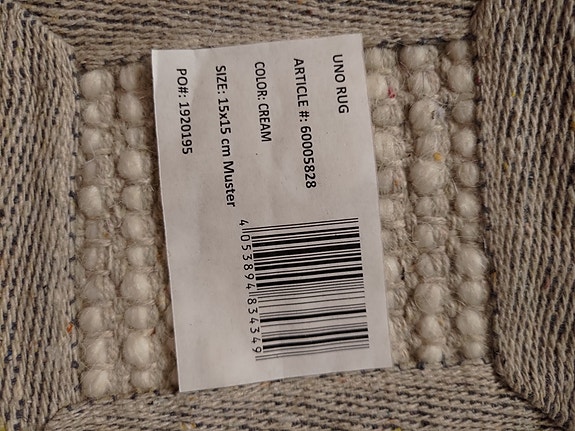 UNO RUG
ARTICLE #: 60005828
COLOR: CREAM
SIZE: 15x15 cm Muster
PO#: 1920195
4053894834349